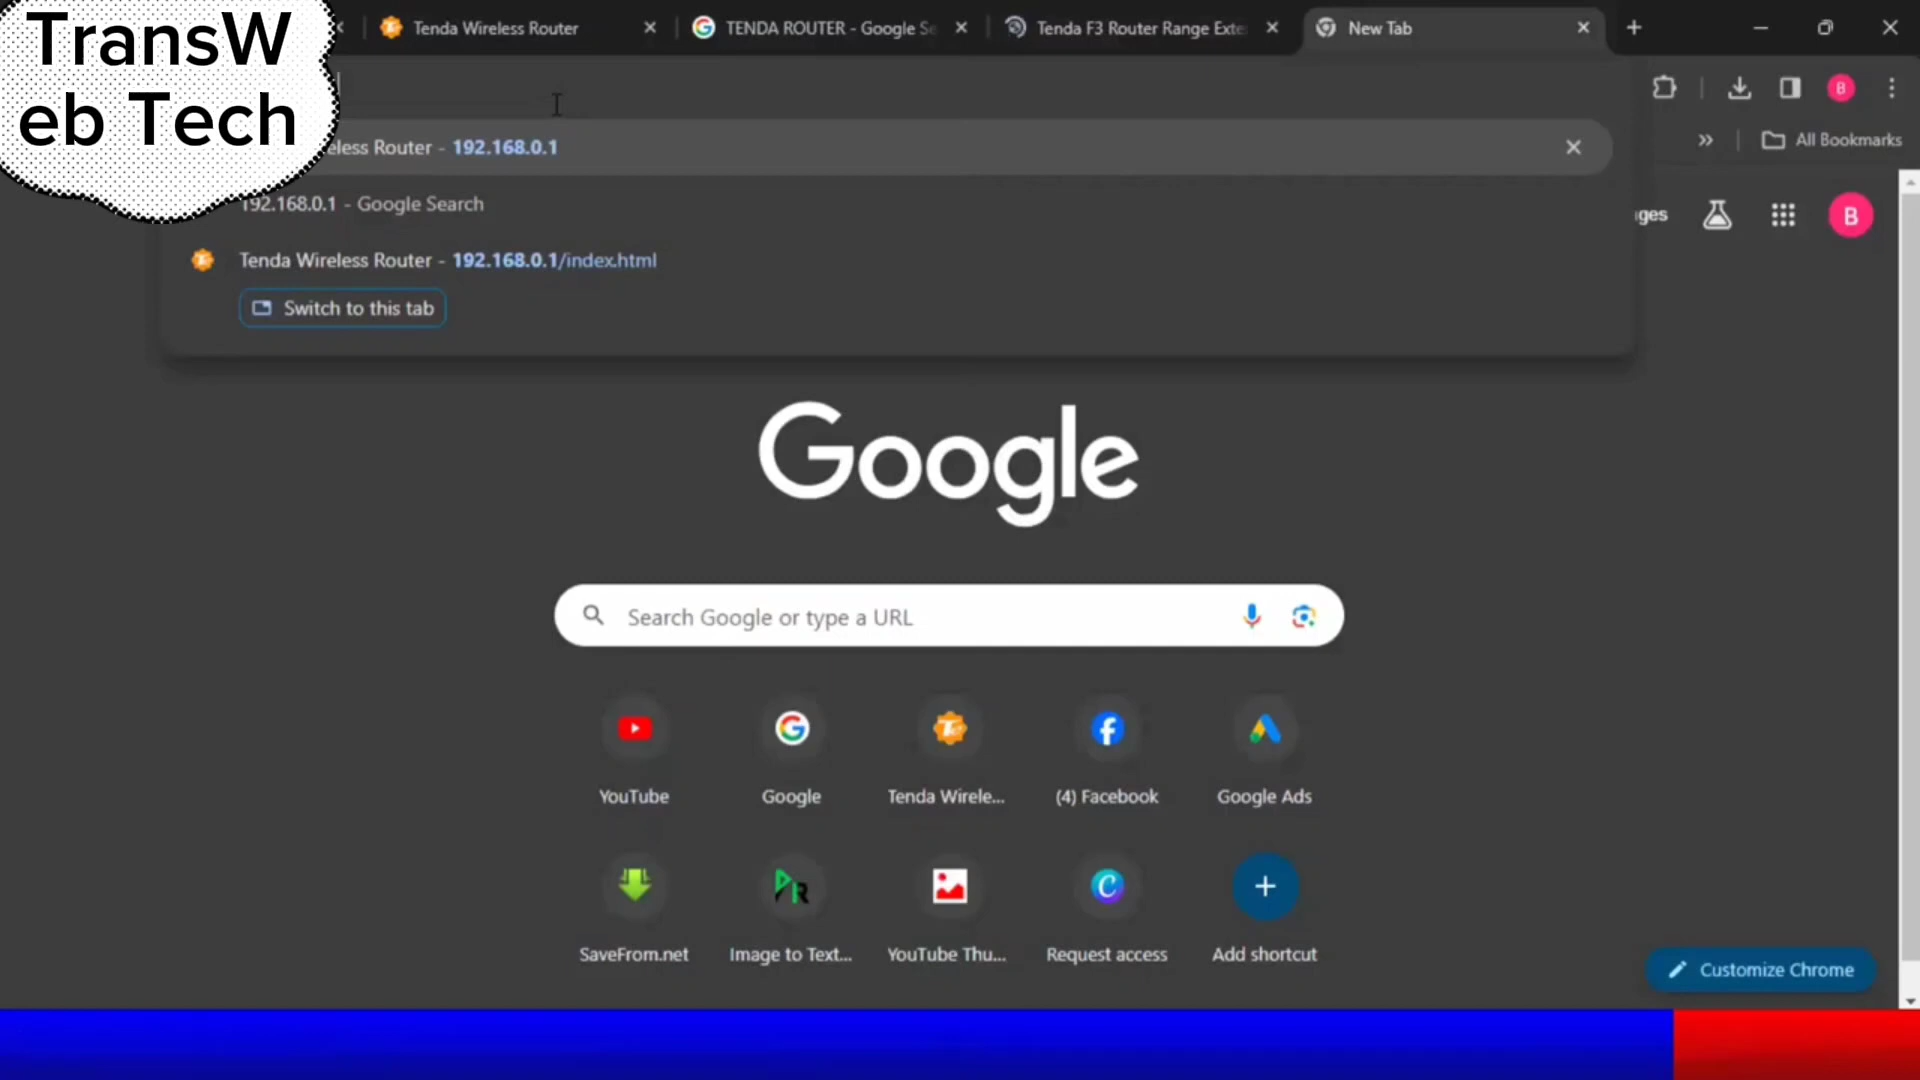 TransW
eb Tech
Tenda Wireless Router
TENDA ROUTER - Google Se
Tenda F3 Router Range Exte
New Tab
B
eless Router - 192.168.0.1
192.168.0.1 - Google Search
All Bookmarks
ges
B
Tenda Wireless Router - 192.168.0.1/index.html
Switch to this tab
Google
Search Google or type a URL
YouTube
Google
Tenda Wirele...
(4) Facebook
Google Ads
SaveFrom.net
Image to Text...
YouTube Thu...
Request access
Add shortcut
Customize Chrome